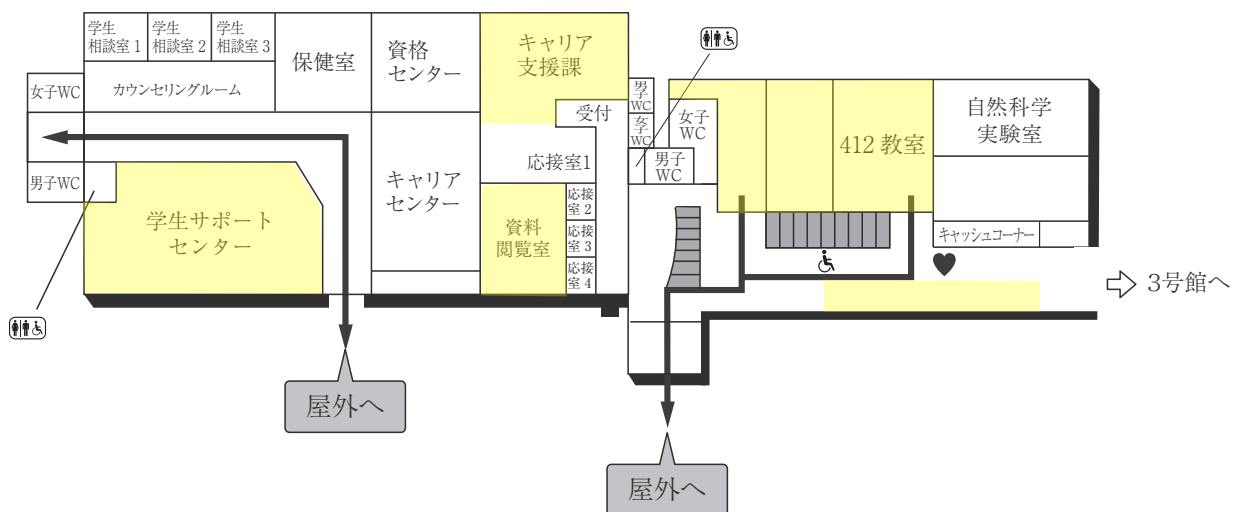 学生
相談室 1
学生
相談室 2
学生
相談室 3
保健室
資格
センター
キャリア
支援課
受付
女子WC
カウンセリングルーム
男子WC
学生サポート
センター
キャリア
センター
応接室1
資料
閲覧室
応接
室 2
応接
室 3
応接
室 4
男子
WC
女子
WC
女子
WC
男子
WC
412 教室
自然科学
実験室
キャッシュコーナー
3号館へ
屋外へ
屋外へ